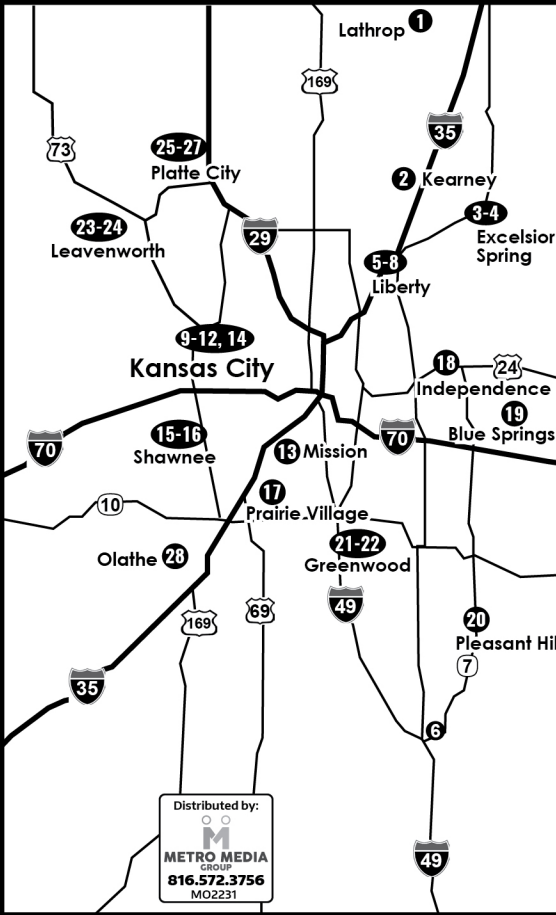 Lathrop 1
169
35
73
25-27
Platte City
2 Kearney
3-4
Excelsior
Spring
23-24
Leavenworth
29
5-8
Liberty
9-12, 14
Kansas City
18
24
Independence
19
Blue Springs
70
15-16
Shawnee
13 Mission
70
17
Prairie Village
10
21-22
Greenwood
Olathe 28
49
169
69
20
Pleasant Hil
7
35
6
Distributed by:
METRO MEDIA
GROUP
816.572.3756
MO2231
49